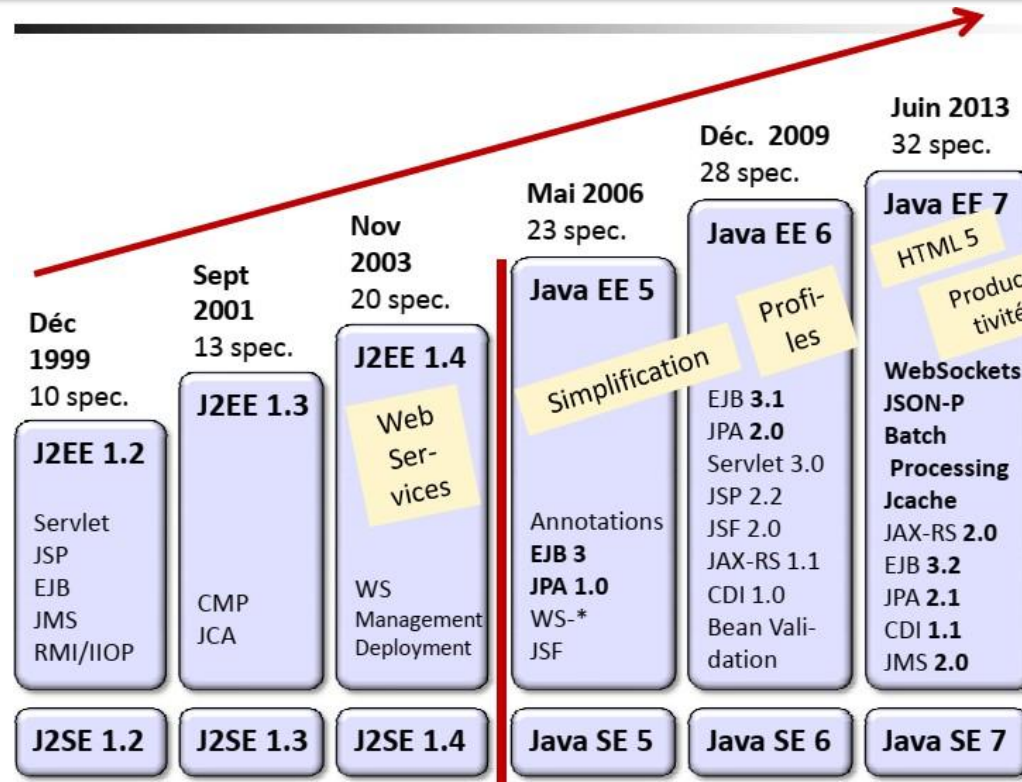 Déc
1999
10 spec.
J2EE 1.2
Servlet
JSP
EJB
JMS
RMI/IIOP
J2SE 1.2
Sept
2001
13 spec.
J2EE 1.3
CMP
JCA
J2SE 1.3
Nov
2003
20 spec.
J2EE 1.4
Web
Ser-
vices
WS
Management
Deployment
J2SE 1.4
Mai 2006
23 spec.
Java EE 5
Simplification
Annotations
EJB 3
JPA 1.0
WS-*
JSF
Java SE 5
Déc. 2009
28 spec.
Java EE 6
Profi-
les
EJB 3.1
JPA 2.0
Servlet 3.0
JSP 2.2
JSF 2.0
JAX-RS 1.1
CDI 1.0
Bean Vali-
dation
Java SE 6
Juin 2013
32 spec.
Java EE 7
HTML 5
Produc
tivité
WebSockets
JSON-P
Batch
Processing
Jcache
JAX-RS 2.0
EJB 3.2
JPA 2.1
CDI 1.1
JMS 2.0
Java SE 7